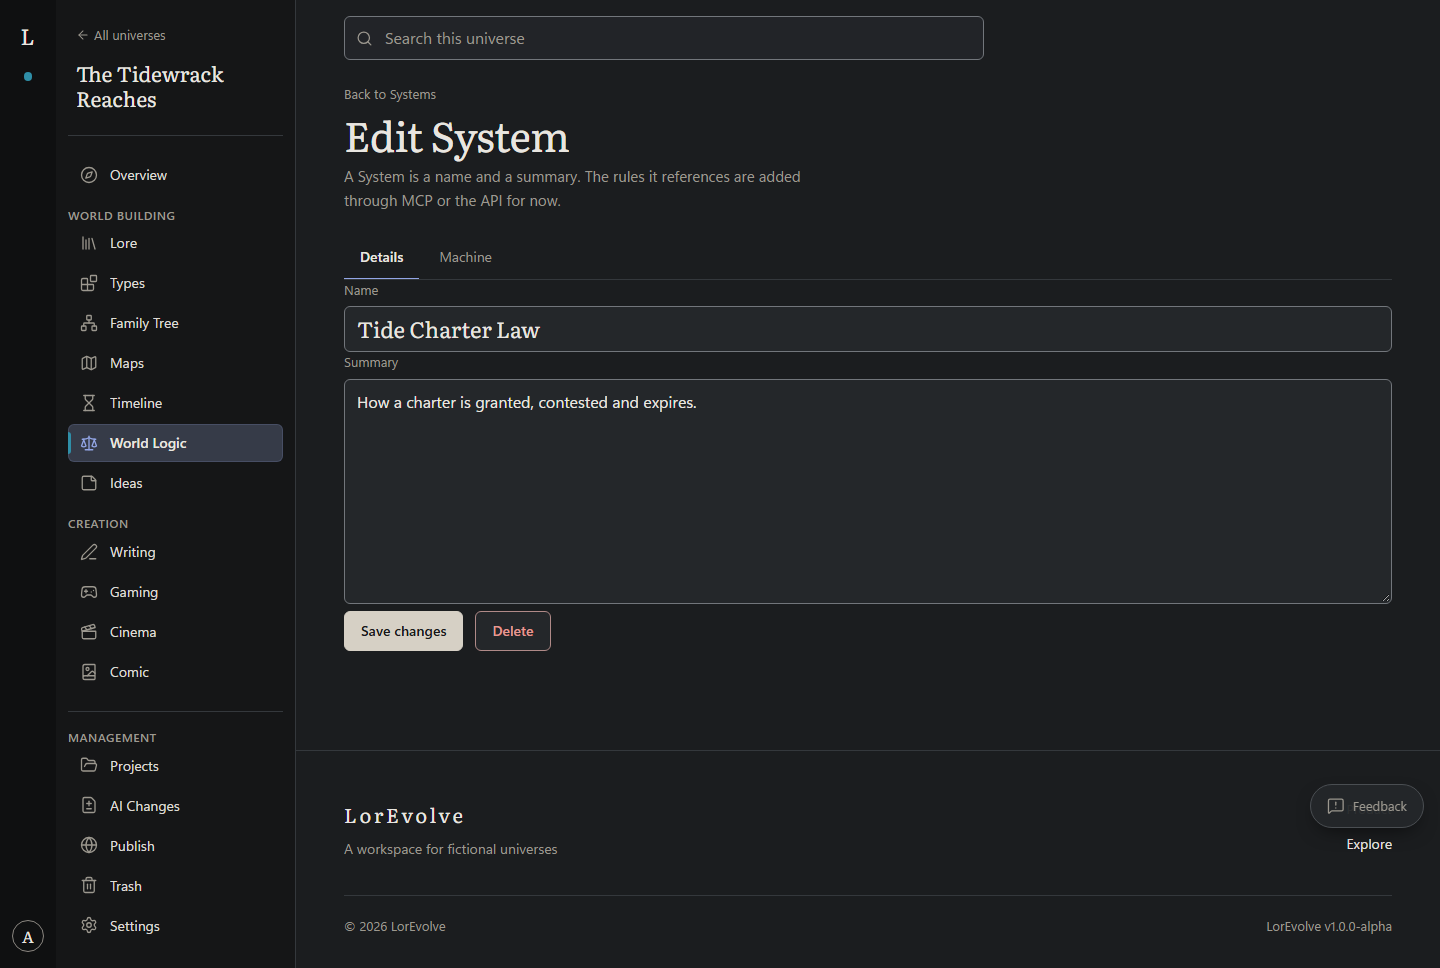 L
All universes
The Tidewrack
Reaches
Overview
WORLD BUILDING
Lore
Types
Family Tree
Maps
Timeline
World Logic
Ideas
CREATION
Writing
Gaming
Cinema
Comic
MANAGEMENT
Projects
AI Changes
Publish
Trash
Settings
A
Search this universe
Back to Systems
Edit System
A System is a name and a summary. The rules it references are added
through MCP or the API for now.
Details Machine
Name
Tide Charter Law
Summary
How a charter is granted, contested and expires.
Save changes Delete
LorEvolve
A workspace for fictional universes
Feedback
Explore
© 2026 LorEvolve
LorEvolve v1.0.0-alpha